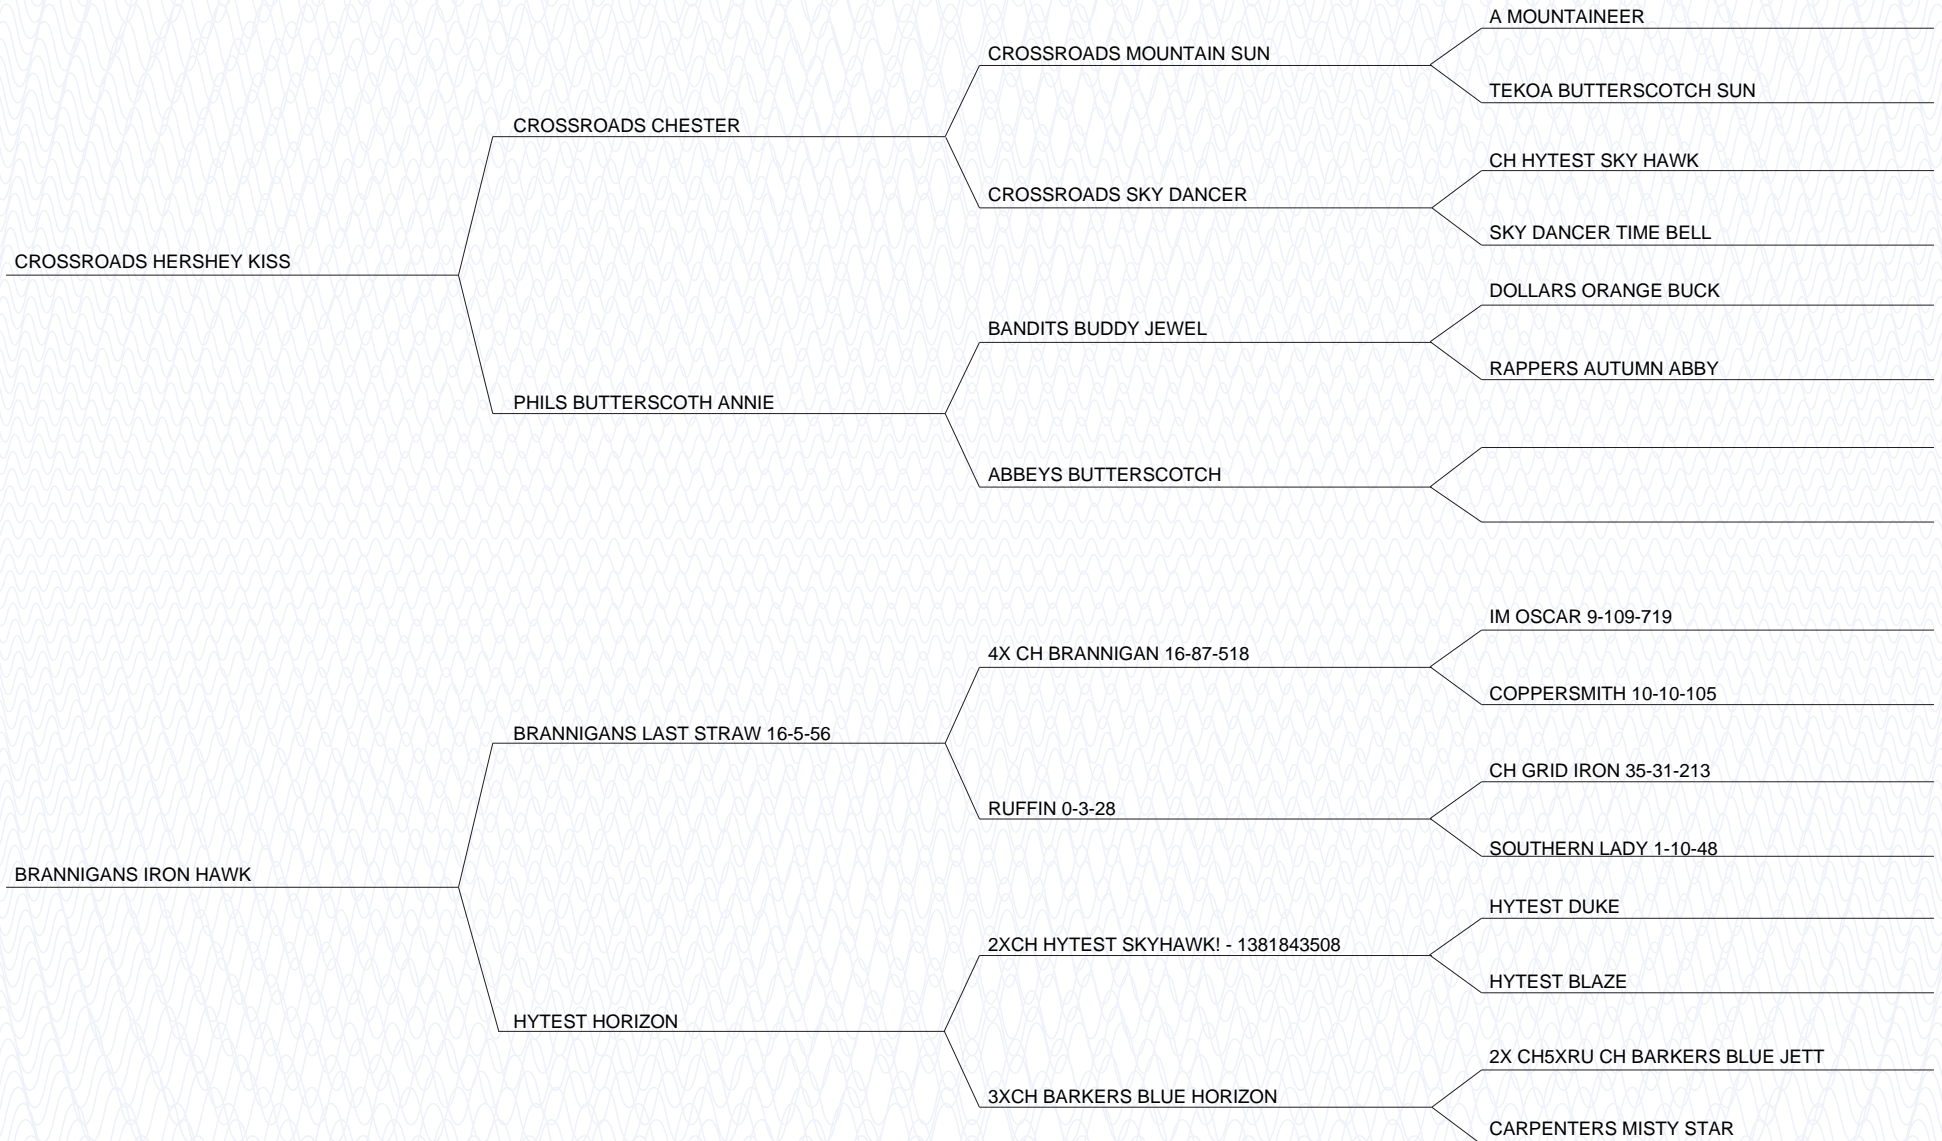 A MOUNTAINEER
CROSSROADS MOUNTAIN SUN
TEKOA BUTTERSCOTCH SUN
CROSSROADS CHESTER
CH HYTEST SKY HAWK
CROSSROADS SKY DANCER
SKY DANCER TIME BELL
CROSSROADS HERSHEY KISS
DOLLARS ORANGE BUCK
BANDITS BUDDY JEWEL
RAPPERS AUTUMN ABBY
PHILS BUTTERSCOTH ANNIE
ABBEYS BUTTERSCOTCH
IM OSCAR 9-109-719
4X CH BRANNIGAN 16-87-518
COPPERSMITH 10-10-105
BRANNIGANS LAST STRAW 16-5-56
CH GRID IRON 35-31-213
RUFFIN 0-3-28
SOUTHERN LADY 1-10-48
BRANNIGANS IRON HAWK
HYTEST DUKE
2XCH HYTEST SKYHAWK! - 1381843508
HYTEST BLAZE
HYTEST HORIZON
2X CH5XRU CH BARKERS BLUE JETT
3XCH BARKERS BLUE HORIZON
CARPENTERS MISTY STAR